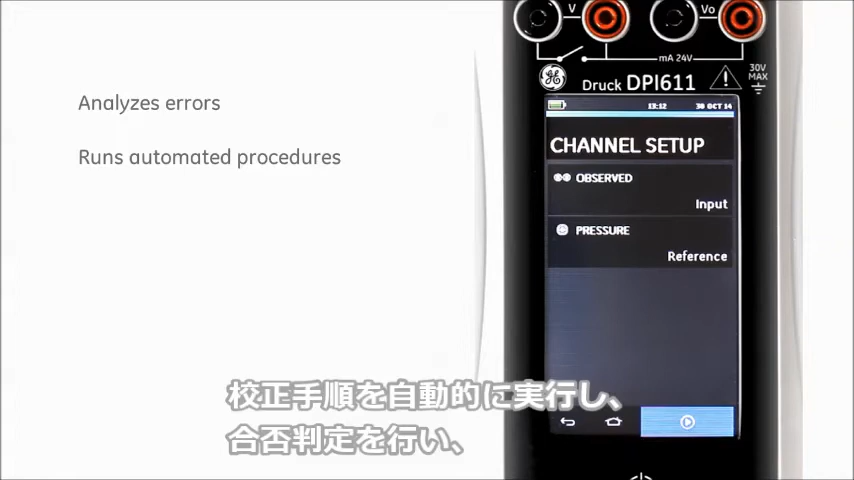 Analyzes errors
Runs automated procedures
V
Vo
mA 24V
30V
MAX
GE
Druck DPI611
13:12
30 OCT 14
CHANNEL SETUP
OBSERVED
Input
PRESSURE
Reference
校正手順を自動的に実行し、
合否判定を行い、